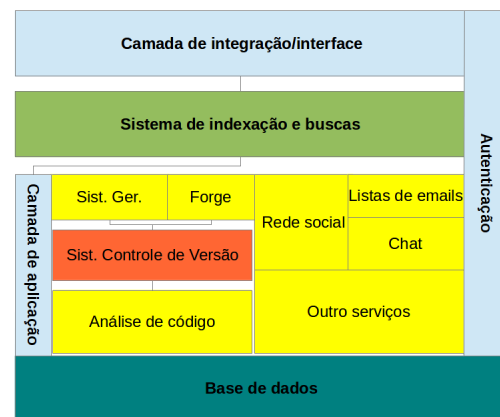 Camada de integração/interface
Sistema de indexação e buscas
Autenticação
Camada de aplicação
Sist. Ger.
Forge
Rede social
Listas de emails
Chat
Sist. Controle de Versão
Análise de código
Outro serviços
Base de dados